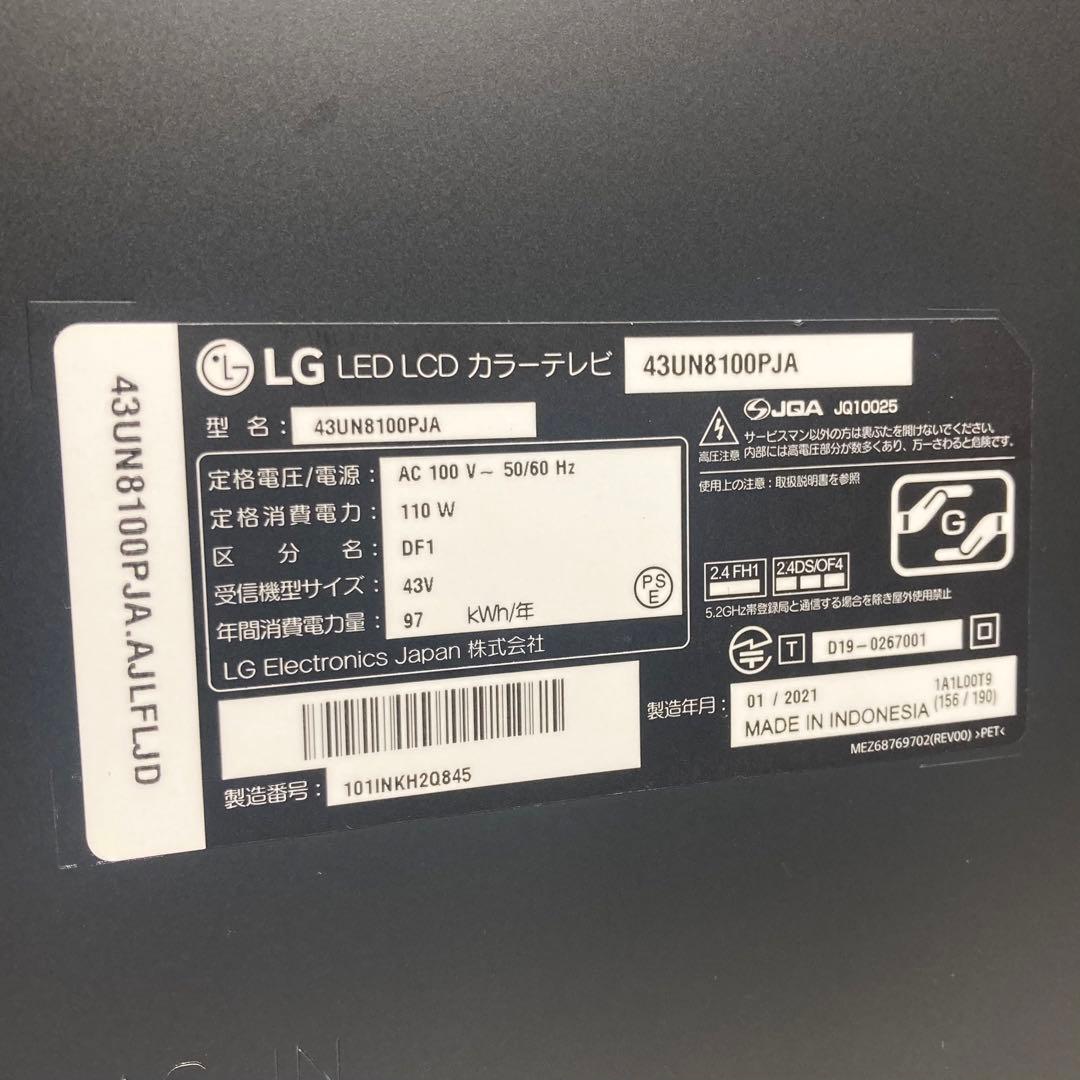 43UN8100PJA.AJLFLJD
LG LED LCD カラーテレビ 43UN8100PJA
型 名： 43UN8100PJA
定格電圧/電源： AC 100 V～ 50/60 Hz
定格消費電力： 110 W
区 分 名： DF1
受信機型サイズ： 43V
年間消費電力量： 97 kWh/年
PS
E
LG Electronics Japan 株式会社
製造番号： 101INKH2Q845
JQA JQ10025
高圧注意
サービスマン以外の方は裏ぶたを開けないでください。
内部には高電圧部分が数多くあり、万一さわると危険です。
使用上の注意：取扱説明書を参照
G
2.4 FH1 2.4DS/OF4
5.2GHz帯登録局と通信する場合を除き屋外使用禁止
T D19-0267001
製造年月： 01 / 2021 1A1L00T9
MADE IN INDONESIA (156 / 190)
MEZ68769702(REV00) >PET<